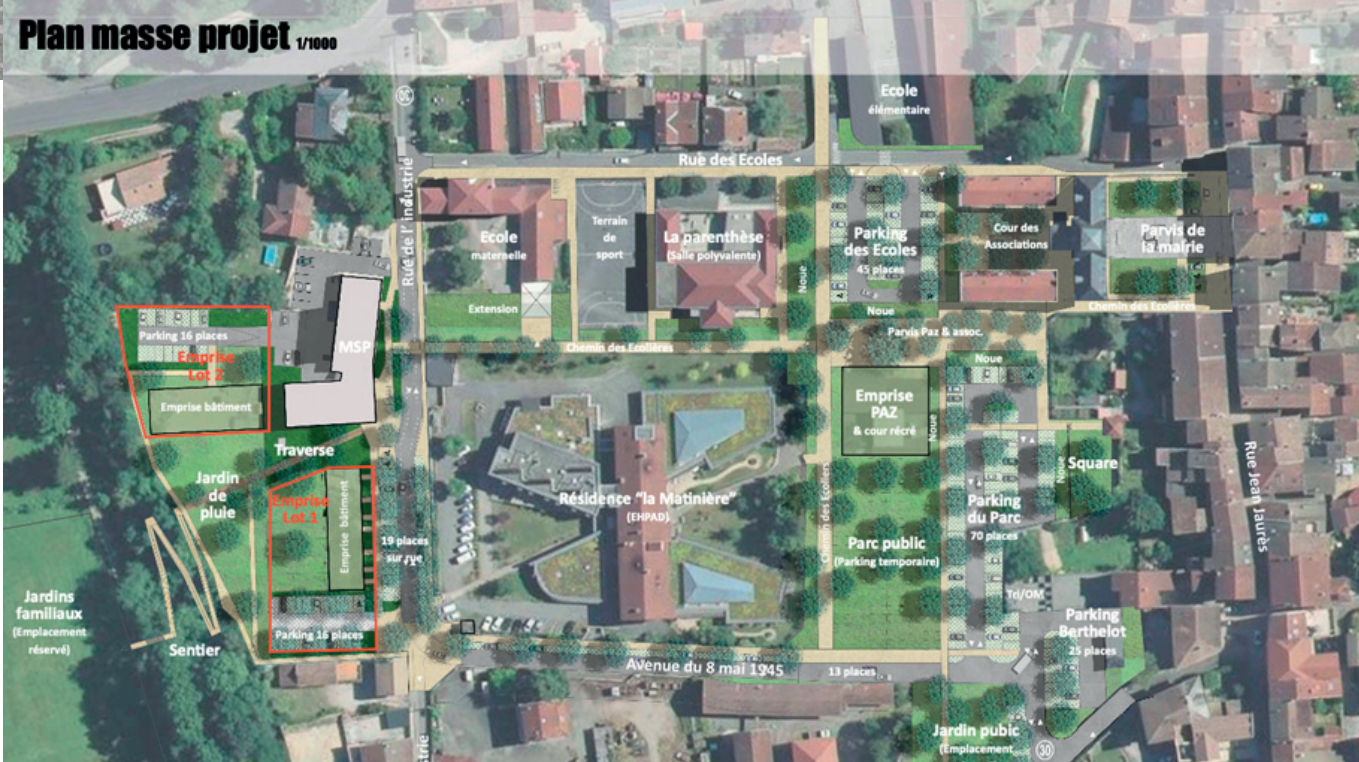 Plan masse projet 1/1000
Ecole
élémentaire
Rue des Ecoles
Rue de l' industrie
Ecole
maternelle
Terrain
de
sport
La parenthèse
(Salle polyvalente)
Noue
Parking
des Ecoles
45 places
Cour des
Associations
Parvis de
la mairie
Extension
Noue
Chemin des Ecolières
Parvis Paz & assoc.
Chemin des Ecolières
MSP
Parking 16 places
Emprise
Lot 2
Emprise bâtiment
Noue
Emprise
PAZ
& cour récré
Noue
Traverse
Jardin
de
pluie
Emprise
Lot 1
Emprise bâtiment
19 places
sur rue
Résidence "la Matinière"
(EHPAD)
Chemin des Ecoliers
Parking
du Parc
70 places
Noue
Square
Rue Jean Jaurès
Parc public
(Parking temporaire)
Tri/OM
Jardins
familiaux
(Emplacement
réservé)
Sentier
Parking 16 places
Parking
Berthelot
25 places
Avenue du 8 mai 1945
13 places
Jardin pubic
(Emplacement
30
strie